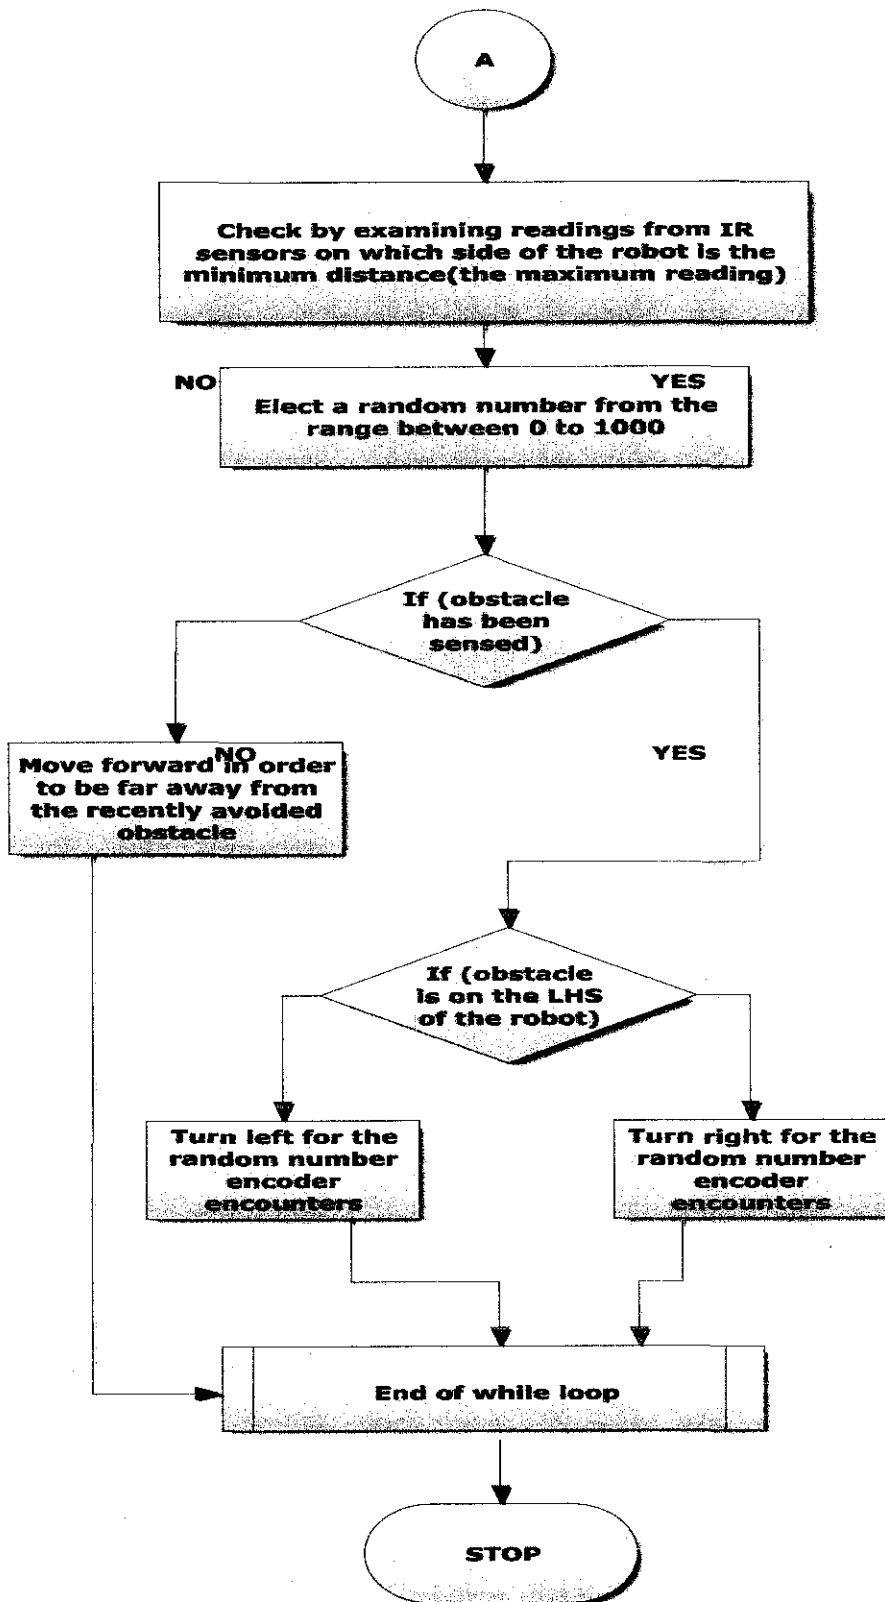 A
Check by examining readings from IR
sensors on which side of the robot is the
minimum distance(the maximum reading)
NO
YES
Elect a random number from the
range between 0 to 1000
If (obstacle
has been
sensed)
NO
YES
Move forward in order
to be far away from
the recently avoided
obstacle
If (obstacle
is on the LHS
of the robot)
Turn left for the
random number
encoder
encounters
Turn right for the
random number
encoder
encounters
End of while loop
STOP